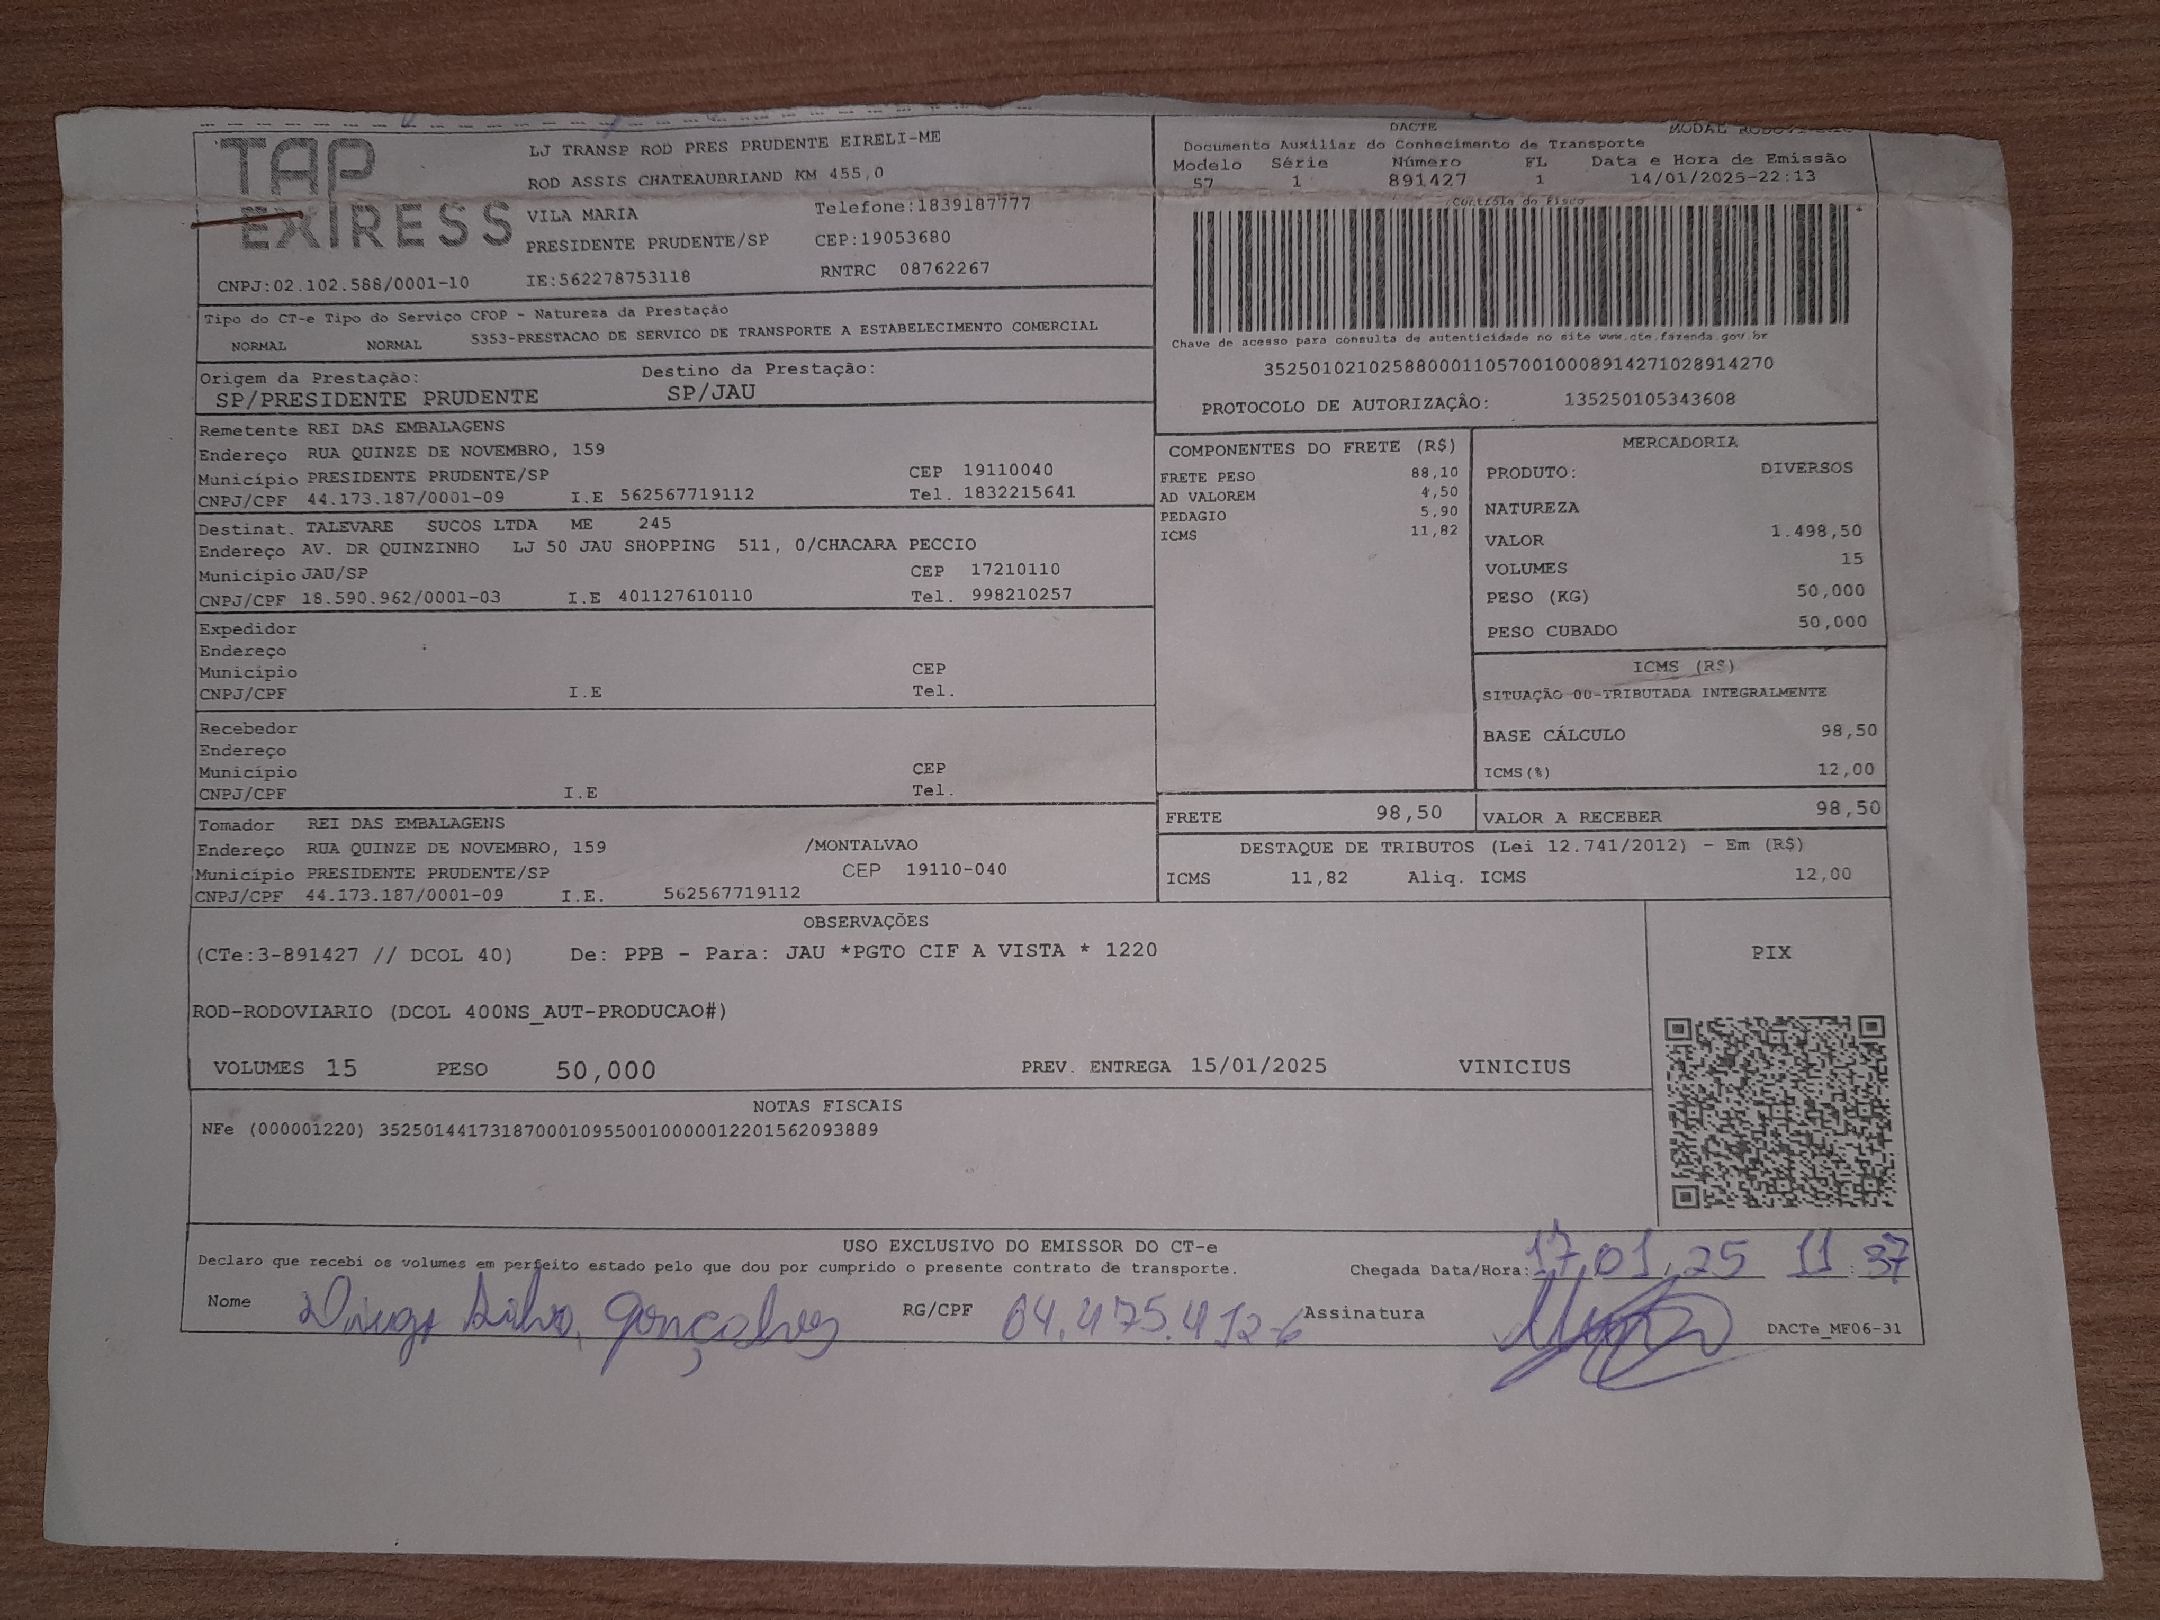 TAP
EXPRESS
LJ TRANSP ROD PRES PRUDENTE EIRELI-ME
ROD ASSIS CHATEAUBRIAND KM 455,0
VILA MARIA Telefone:1839187777
PRESIDENTE PRUDENTE/SP CEP:19053680
CNPJ:02.102.588/0001-10 IE:562278753118 RNTRC 08762267
DACTE MODAL RODOVIARIO
Documento Auxiliar do Conhecimento de Transporte
Modelo Série Número FL Data e Hora de Emissão
57 1 891427 1 14/01/2025-22:13
Controle do Fisco
Chave de acesso para consulta de autenticidade no site www.cte.fazenda.gov.br
35250102102588000110570010008914271028914270
PROTOCOLO DE AUTORIZAÇÂO: 135250105343608
Tipo do CT-e Tipo do Serviço CFOP - Natureza da Prestação
NORMAL NORMAL 5353-PRESTACAO DE SERVICO DE TRANSPORTE A ESTABELECIMENTO COMERCIAL
Origem da Prestação: Destino da Prestação:
SP/PRESIDENTE PRUDENTE SP/JAU
Remetente REI DAS EMBALAGENS
Endereço RUA QUINZE DE NOVEMBRO, 159
Município PRESIDENTE PRUDENTE/SP CEP 19110040
CNPJ/CPF 44.173.187/0001-09 I.E 562567719112 Tel. 1832215641
Destinat. TALEVARE SUCOS LTDA ME 245
Endereço AV. DR QUINZINHO LJ 50 JAU SHOPPING 511, 0/CHACARA PECCIO
Município JAU/SP CEP 17210110
CNPJ/CPF 18.590.962/0001-03 I.E 401127610110 Tel. 998210257
Expedidor
Endereço
Município CEP
CNPJ/CPF I.E Tel.
Recebedor
Endereço
Município CEP
CNPJ/CPF I.E Tel.
Tomador REI DAS EMBALAGENS
Endereço RUA QUINZE DE NOVEMBRO, 159 /MONTALVAO
Município PRESIDENTE PRUDENTE/SP CEP 19110-040
CNPJ/CPF 44.173.187/0001-09 I.E. 562567719112
COMPONENTES DO FRETE (R$)
FRETE PESO 88,10
AD VALOREM 4,50
PEDAGIO 5,90
ICMS 11,82
MERCADORIA
PRODUTO: DIVERSOS
NATUREZA
VALOR 1.498,50
VOLUMES 15
PESO (KG) 50,000
PESO CUBADO 50,000
ICMS (R$)
SITUAÇÃO 00-TRIBUTADA INTEGRALMENTE
BASE CÁLCULO 98,50
ICMS(%) 12,00
FRETE 98,50 VALOR A RECEBER 98,50
DESTAQUE DE TRIBUTOS (Lei 12.741/2012) - Em (R$)
ICMS 11,82 Aliq. ICMS 12,00
OBSERVAÇÕES
(CTe:3-891427 // DCOL 40) De: PPB - Para: JAU *PGTO CIF A VISTA * 1220
ROD-RODOVIARIO (DCOL 400NS_AUT-PRODUCAO#)
VOLUMES 15 PESO 50,000 PREV. ENTREGA 15/01/2025 VINICIUS
PIX
NOTAS FISCAIS
NFe (000001220) 35250144173187000109550010000012201562093889
USO EXCLUSIVO DO EMISSOR DO CT-e
Declaro que recebi os volumes em perfeito estado pelo que dou por cumprido o presente contrato de transporte. Chegada Data/Hora: 17/01/25 11:37
Nome Diego Silva Gonçalves RG/CPF 04.475.412-6 Assinatura
DACTe_MF06-31